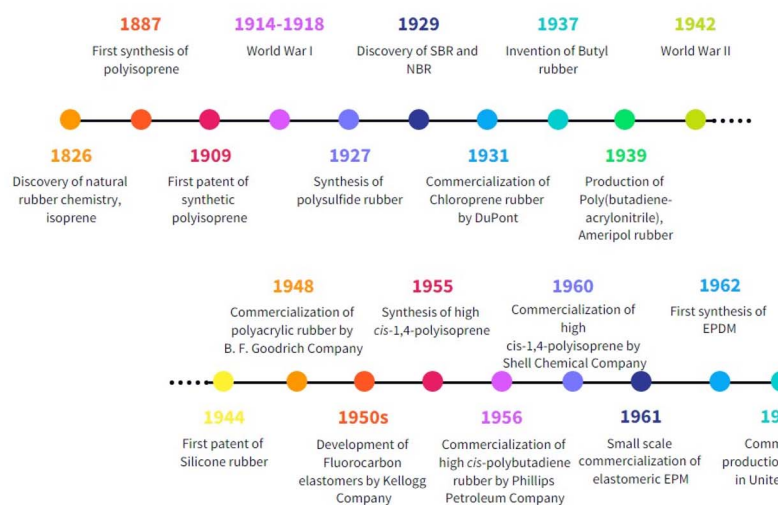 1887
First synthesis of
polyisoprene
1914-1918
World War I
1929
Discovery of SBR and
NBR
1937
Invention of Butyl
rubber
1942
World War II
1826
Discovery of natural
rubber chemistry,
isoprene
1909
First patent of
synthetic
polyisoprene
1927
Synthesis of
polysulfide rubber
1931
Commercialization of
Chloroprene rubber
by DuPont
1939
Production of
Poly(butadiene-
acrylonitrile),
Ameripol rubber
1948
Commercialization of
polyacrylic rubber by
B. F. Goodrich Company
1955
Synthesis of high
cis-1,4-polyisoprene
1960
Commercialization of
high
cis-1,4-polyisoprene by
Shell Chemical Company
1962
First synthesis of
EPDM
1944
First patent of
Silicone rubber
1950s
Development of
Fluorocarbon
elastomers by Kellogg
Company
1956
Commercialization of
high cis-polybutadiene
rubber by Phillips
Petroleum Company
1961
Small scale
commercialization of
elastomeric EPM